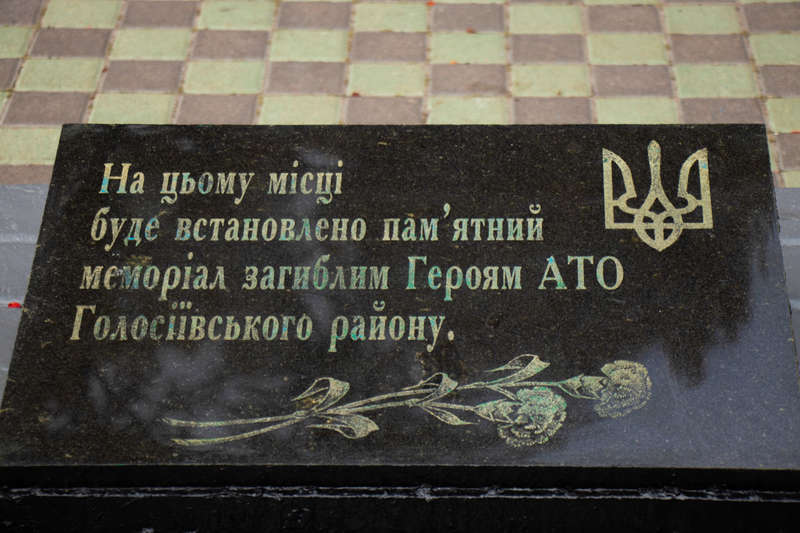 На цьому місці
буде встановлено пам’ятний
меморіал загиблим Героям АТО
Голосіївського району.